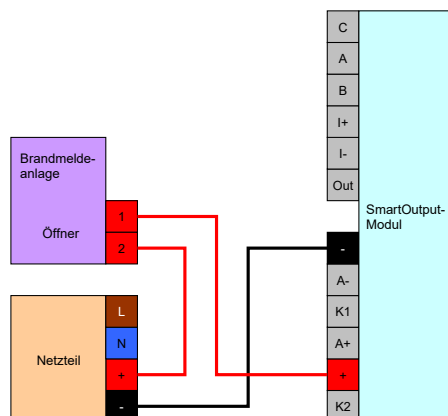 C
A
B
I+
I-
Out
SmartOutput-
Modul
-
A-
K1
A+
+
K2
Brandmelde-
anlage
Öffner
1
2
Netzteil
L
N
+
-